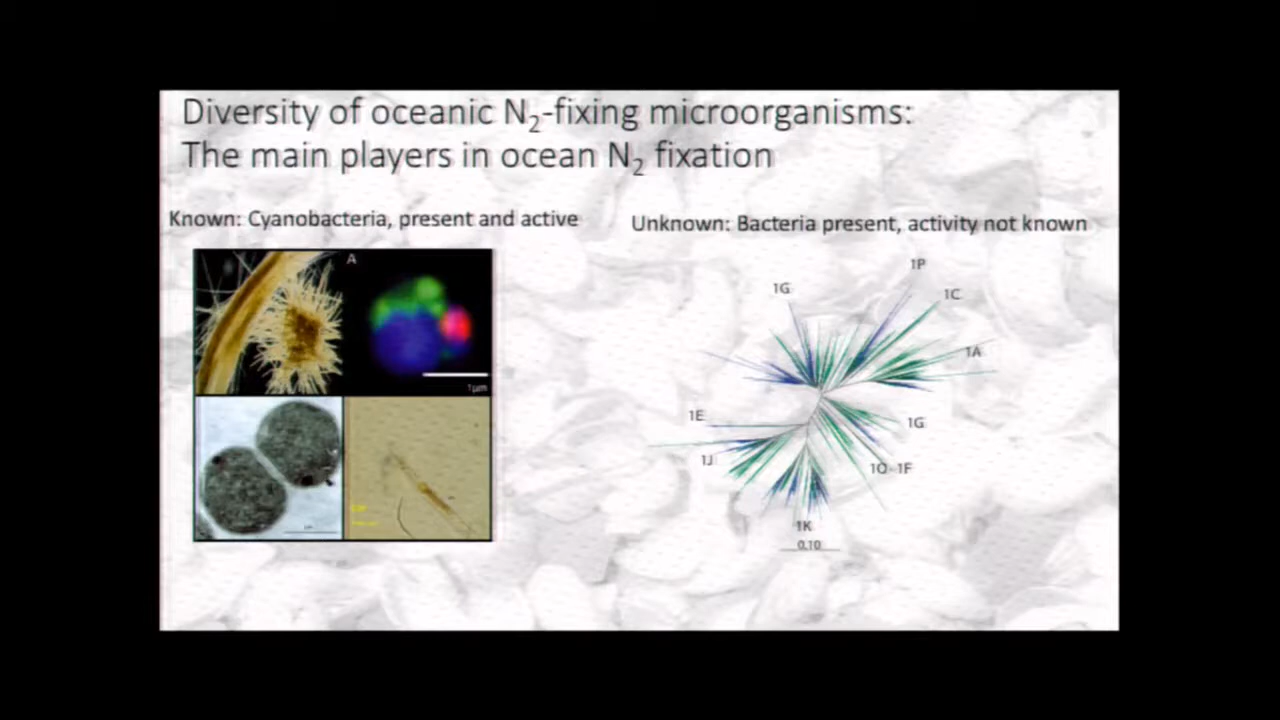 Diversity of oceanic N₂-fixing microorganisms:
The main players in ocean N₂ fixation
Known: Cyanobacteria, present and active
Unknown: Bacteria present, activity not known
A
1µm
1P
1G
1C
1A
1E
1G
1J
1O - 1F
1K
0.10